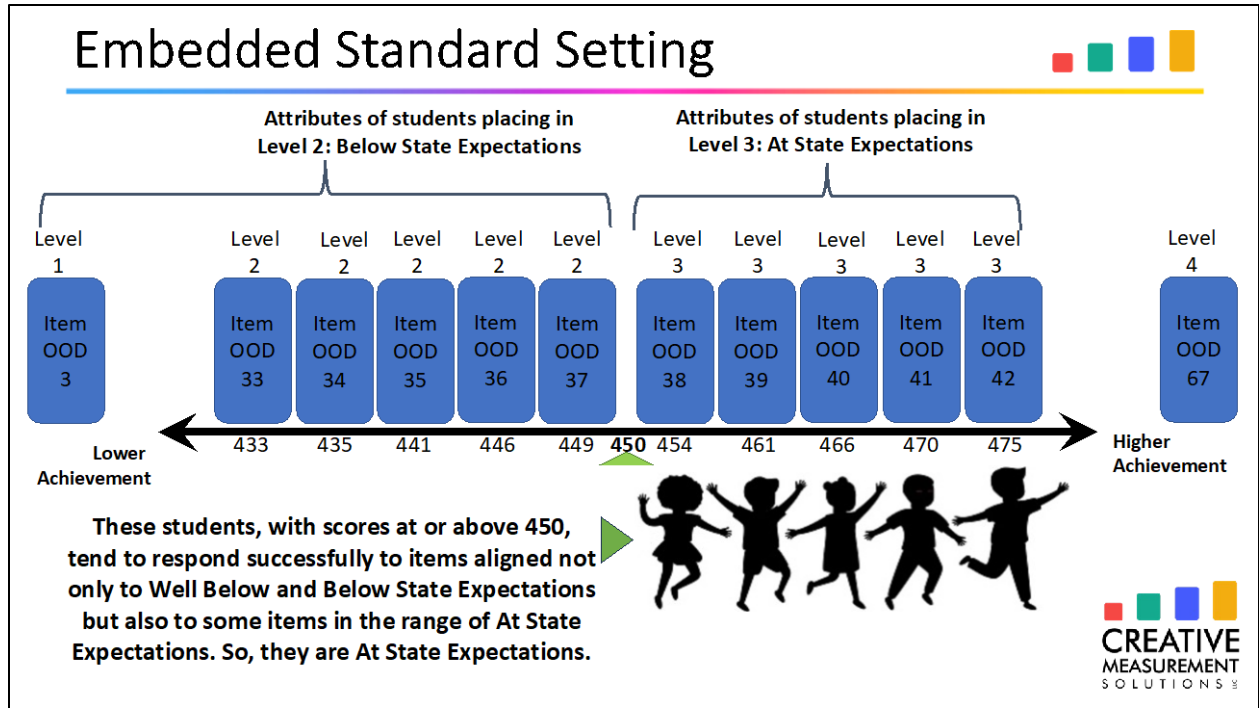 Embedded Standard Setting
Attributes of students placing in
Level 2: Below State Expectations
Attributes of students placing in
Level 3: At State Expectations
Level
1
Level
2
Level
2
Level
2
Level
2
Level
2
Level
3
Level
3
Level
3
Level
3
Level
3
Level
4
Item
OOD
3
Item
OOD
33
Item
OOD
34
Item
OOD
35
Item
OOD
36
Item
OOD
37
Item
OOD
38
Item
OOD
39
Item
OOD
40
Item
OOD
41
Item
OOD
42
Item
OOD
67
Lower
Achievement
433 435 441 446 449 450 454 461 466 470 475
Higher
Achievement
These students, with scores at or above 450,
tend to respond successfully to items aligned not
only to Well Below and Below State Expectations
but also to some items in the range of At State
Expectations. So, they are At State Expectations.
CREATIVE
MEASUREMENT
SOLUTIONS